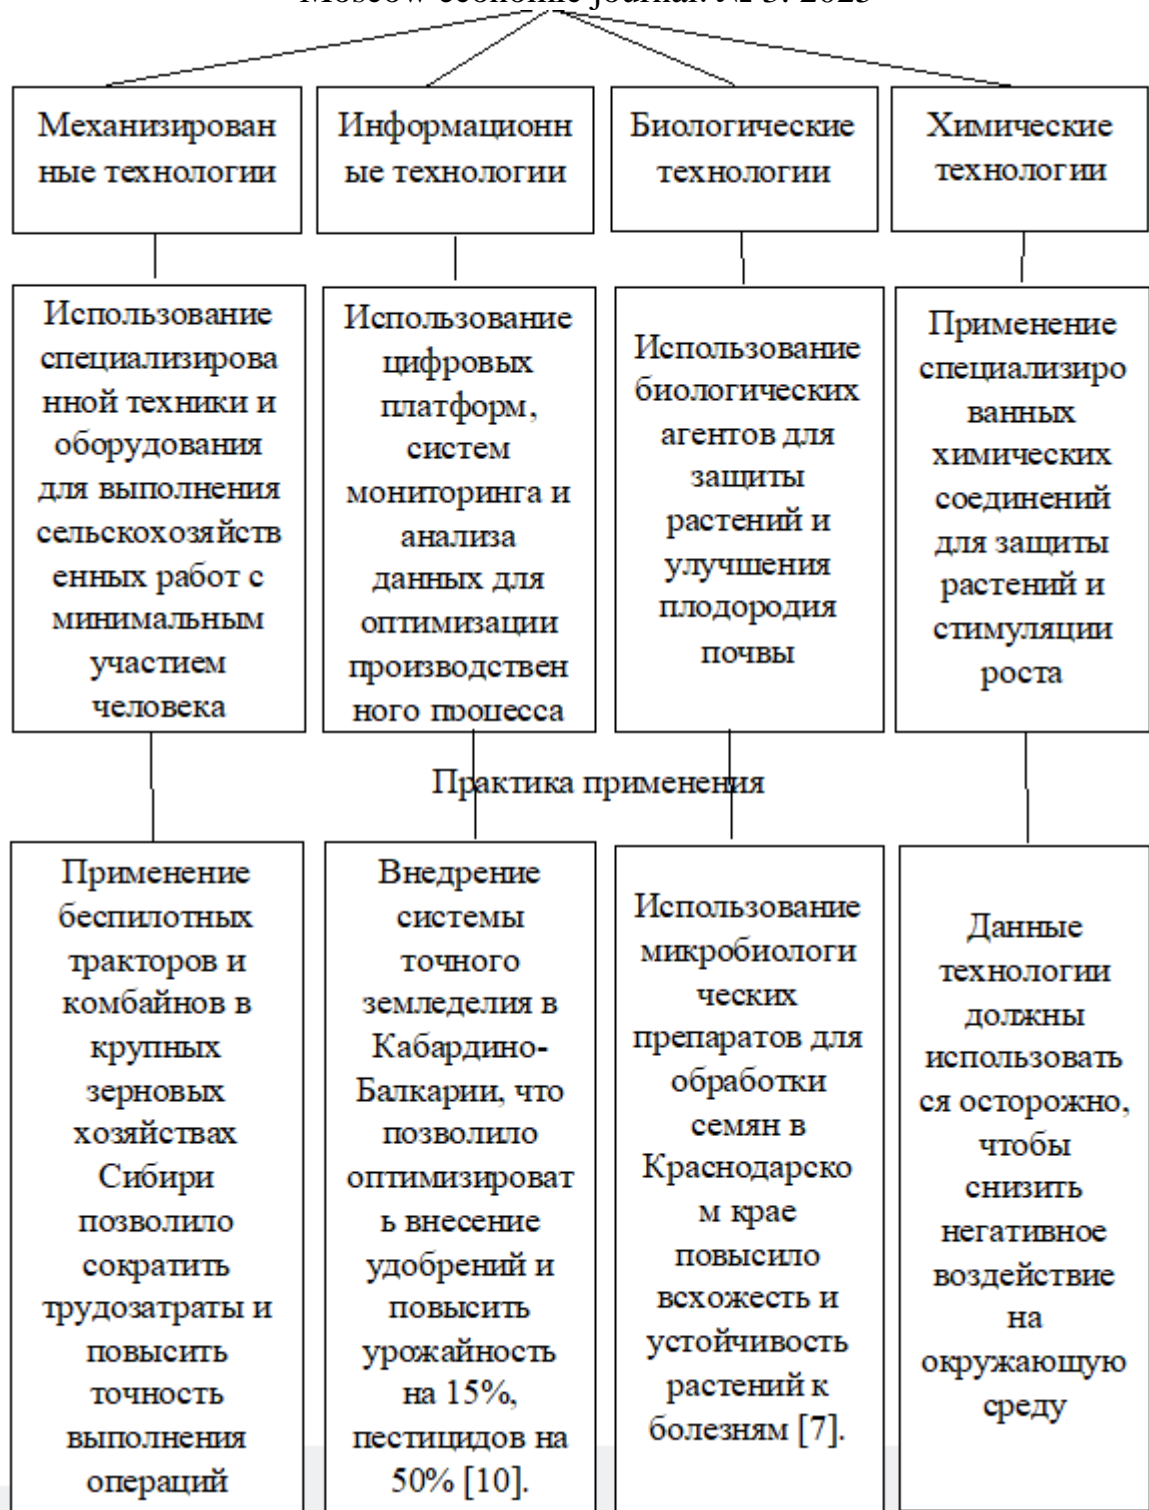 Moscow economic journal. № 5. 2025
Механизирован
ные технологии
Информационн
ые технологии
Биологические
технологии
Химические
технологии
Использование
специализирова
нной техники и
оборудования
для выполнения
сельскохозяйств
енных работ с
минимальным
участием
человека
Использование
цифровых
платформ,
систем
мониторинга и
анализа
данных для
оптимизации
производствен
ного процесса
Использование
биологических
агентов для
защиты
растений и
улучшения
плодородия
почвы
Применение
специализиро
ванных
химических
соединений
для защиты
растений и
стимуляции
роста
Практика применения
Применение
беспилотных
тракторов и
комбайнов в
крупных
зерновых
хозяйствах
Сибири
позволило
сократить
трудозатраты и
повысить
точность
выполнения
операций
Внедрение
системы
точного
земледелия в
Кабардино-
Балкарии, что
позволило
оптимизироват
ь внесение
удобрений и
повысить
урожайность
на 15%,
пестицидов на
50% [10].
Использование
микробиологи
ческих
препаратов для
обработки
семян в
Краснодарско
м крае
повысило
всхожесть и
устойчивость
растений к
болезням [7].
Данные
технологии
должны
использовать
ся осторожно,
чтобы
снизить
негативное
воздействие
на
окружающую
среду